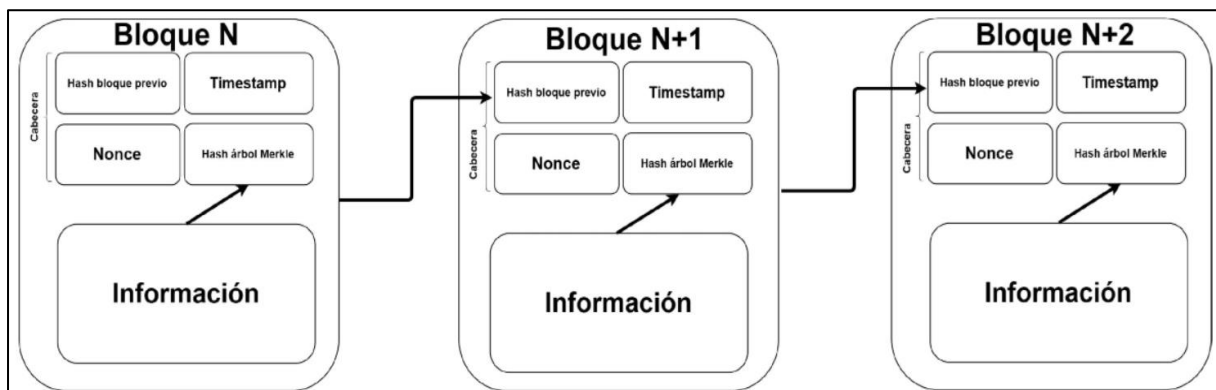 Bloque N
Cabecera
Hash bloque previo
Timestamp
Nonce
Hash árbol Merkle
Información
Bloque N+1
Cabecera
Hash bloque previo
Timestamp
Nonce
Hash árbol Merkle
Información
Bloque N+2
Cabecera
Hash bloque previo
Timestamp
Nonce
Hash árbol Merkle
Información